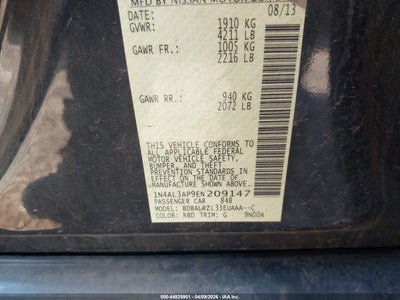 MFD BY NISSAN MOTOR CO
DATE: 08/13
GVWR: 1910 KG
4211 LB
GAWR FR.: 1005 KG
2216 LB
GAWR RR.: 940 KG
2072 LB
THIS VEHICLE CONFORMS TO
ALL APPLICABLE FEDERAL
MOTOR VEHICLE SAFETY,
BUMPER, AND THEFT
PREVENTION STANDARDS IN
EFFECT ON THE DATE OF
MANUFACTURE SHOWN ABOVE.
1N4AL3AP9EN209147
PASSENGER CAR 848
MODEL: BDBALRZL33EUAAA--C
COLOR: RBD TRIM: G 9N00A
000-44829901 - 04/09/2026 - IAA Inc.